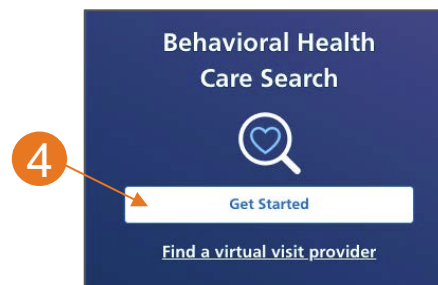 Behavioral Health
Care Search
4
Get Started
Find a virtual visit provider